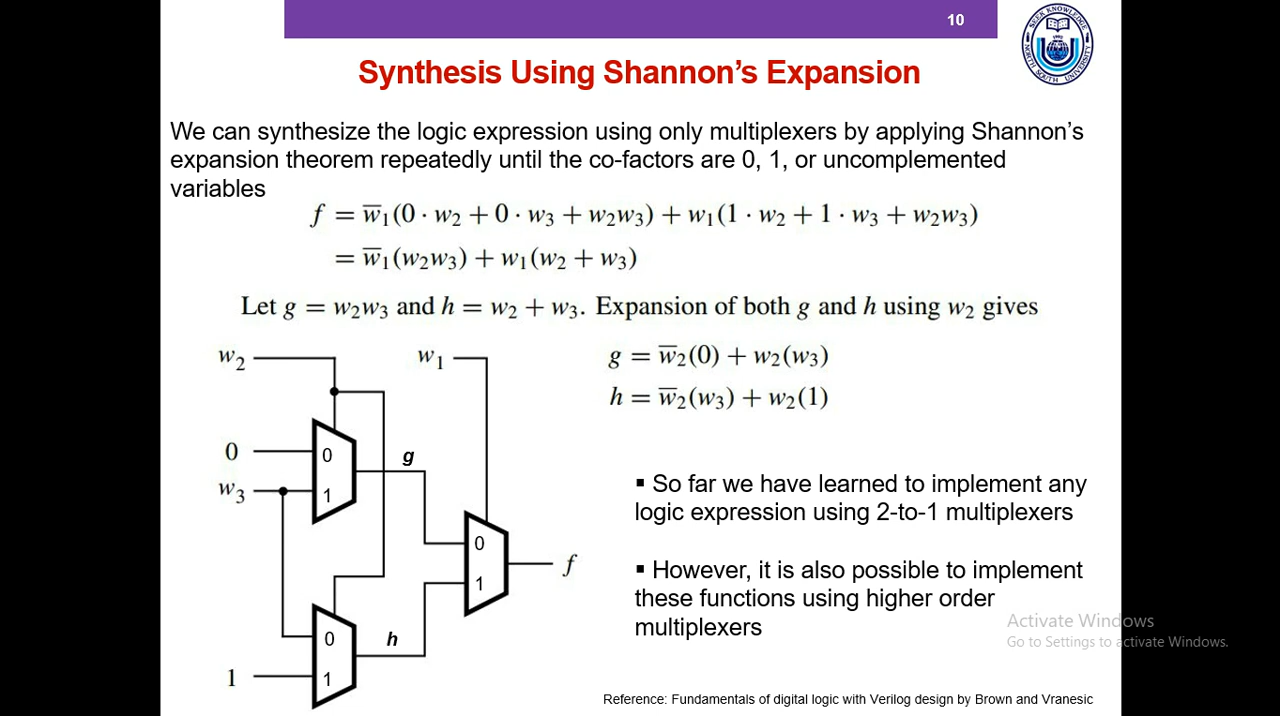 10
SEEK KNOWLEDGE
NORTH SOUTH UNIVERSITY
Synthesis Using Shannon’s Expansion
We can synthesize the logic expression using only multiplexers by applying Shannon’s
expansion theorem repeatedly until the co-factors are 0, 1, or uncomplemented
variables
f = w̅₁(0 · w₂ + 0 · w₃ + w₂w₃) + w₁(1 · w₂ + 1 · w₃ + w₂w₃)
= w̅₁(w₂w₃) + w₁(w₂ + w₃)
Let g = w₂w₃ and h = w₂ + w₃. Expansion of both g and h using w₂ gives
g = w̅₂(0) + w₂(w₃)
h = w̅₂(w₃) + w₂(1)
w₂
w₁
0
0
g
w₃
1
0
f
1
0
h
1
1
▪ So far we have learned to implement any
logic expression using 2-to-1 multiplexers
▪ However, it is also possible to implement
these functions using higher order
multiplexers
Activate Windows
Go to Settings to activate Windows.
Reference: Fundamentals of digital logic with Verilog design by Brown and Vranesic